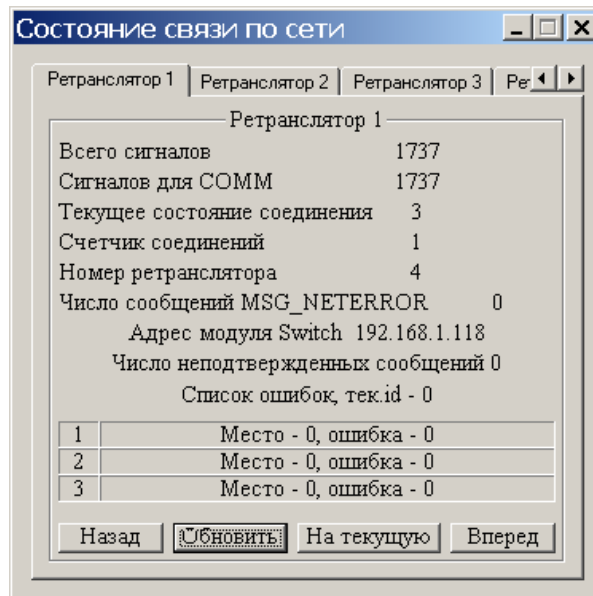 Состояние связи по сети
Ретранслятор 1 Ретранслятор 2 Ретранслятор 3 Ре
Ретранслятор 1
Всего сигналов 1737
Сигналов для COMM 1737
Текущее состояние соединения 3
Счетчик соединений 1
Номер ретранслятора 4
Число сообщений MSG_NETERROR 0
Адрес модуля Switch 192.168.1.118
Число неподтвержденных сообщений 0
Список ошибок, тек.id - 0
1 Место - 0, ошибка - 0
2 Место - 0, ошибка - 0
3 Место - 0, ошибка - 0
Назад Обновить На текущую Вперед